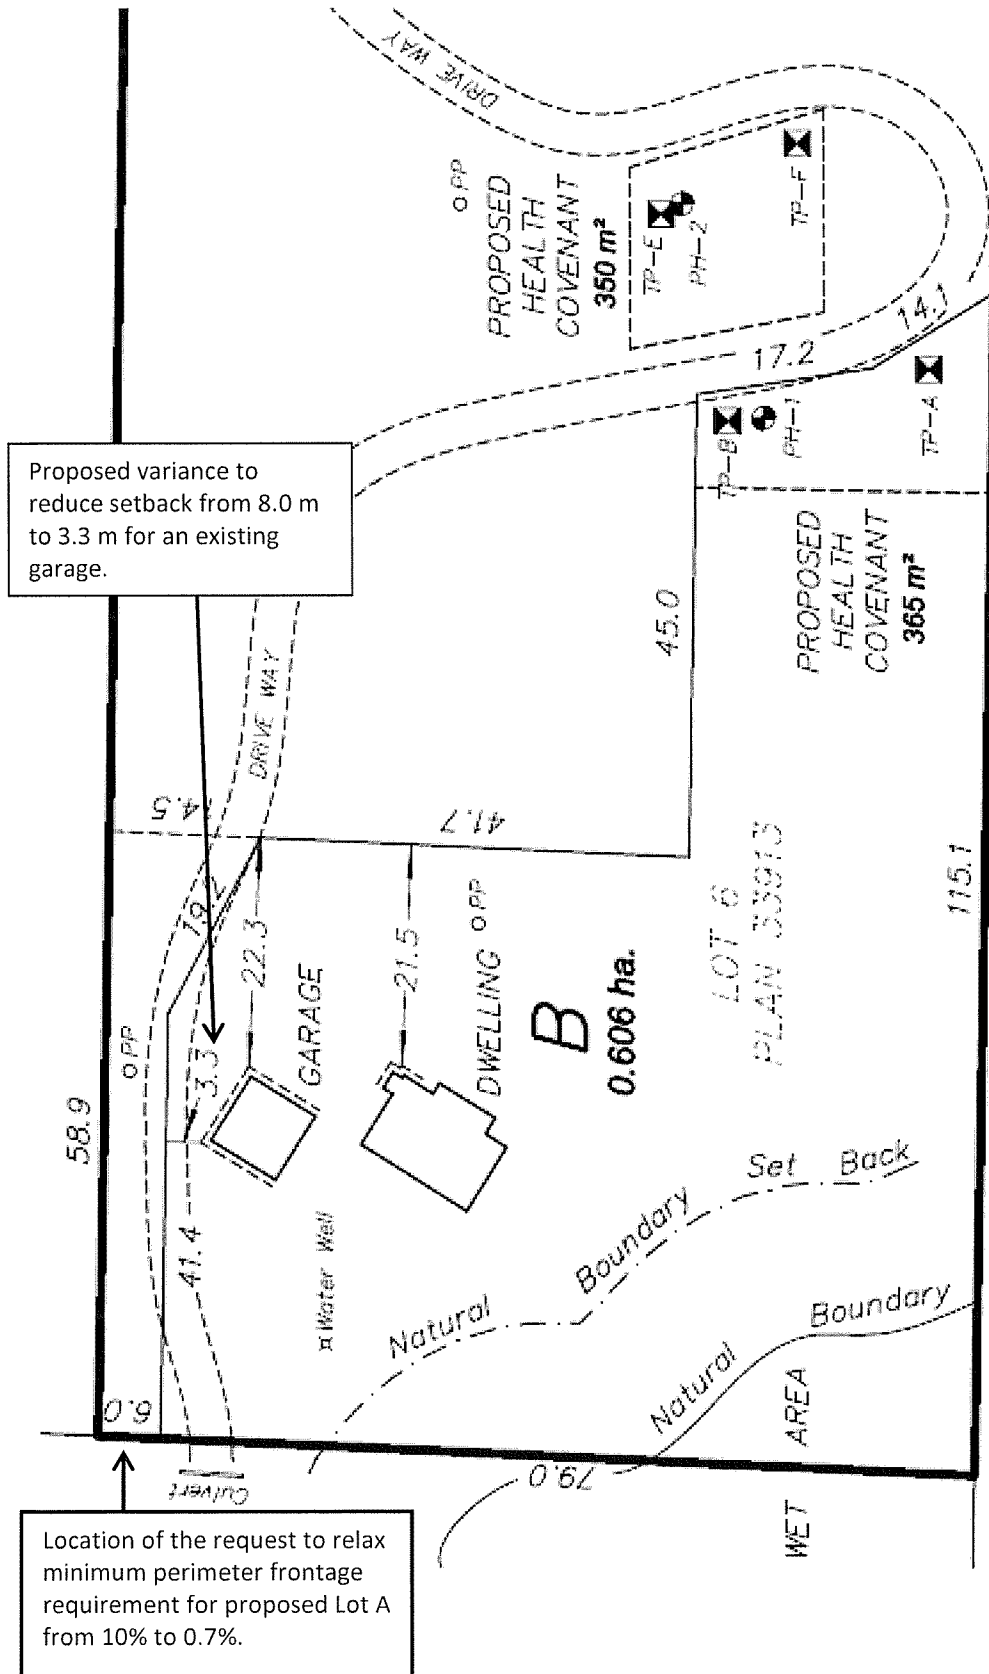 DRIVE WAY
PP
PROPOSED
HEALTH
COVENANT
350 m²
TP-E
PH-2
TP-F
14.1
17.2
TP-B
PH-1
TP-A
Proposed variance to
reduce setback from 8.0 m
to 3.3 m for an existing
garage.
PROPOSED
HEALTH
COVENANT
365 m²
45.0
DRIVE WAY
14.5
41.7
19.2
22.3
21.5
PP
GARAGE
DWELLING
PP
B
0.606 ha.
LOT 6
PLAN 33913
115.1
3.3
58.9
41.4
Water Well
Natural Boundary Set Back
Natural Boundary
6.0
Culvert
79.0
WET AREA
Location of the request to relax
minimum perimeter frontage
requirement for proposed Lot A
from 10% to 0.7%.